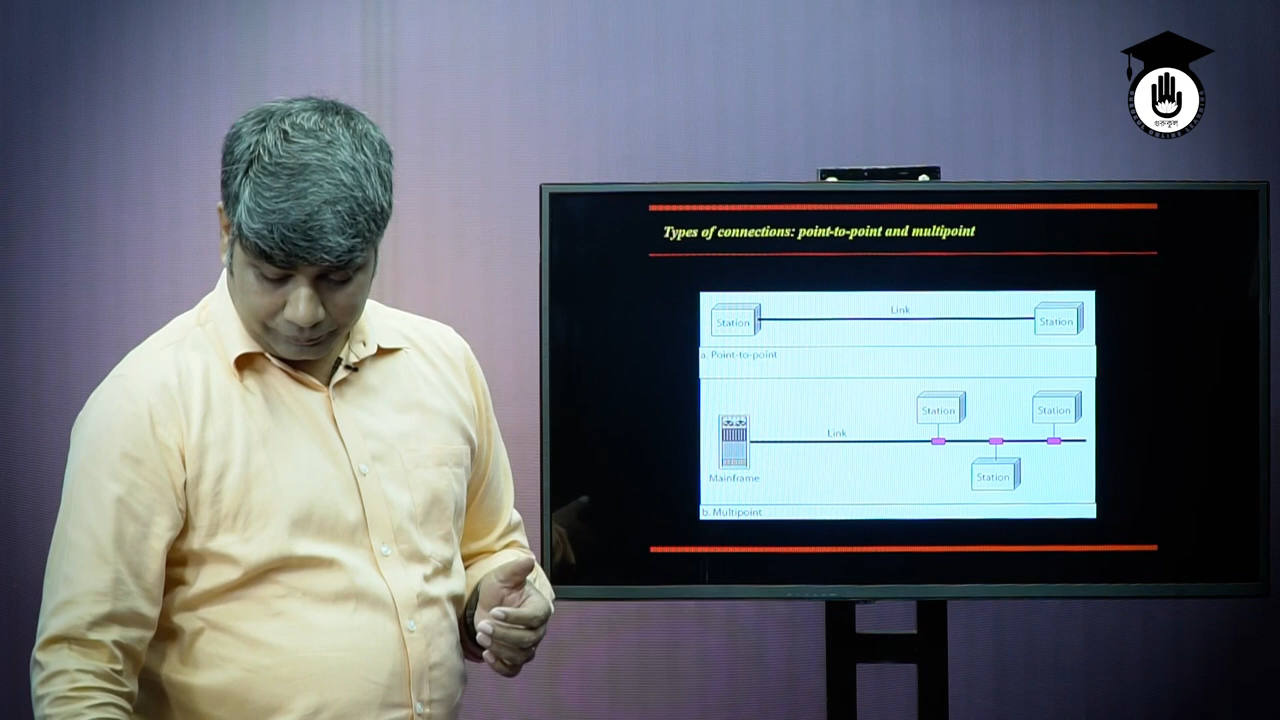 গুরুকুল
Types of connections: point-to-point and multipoint
Link
Station
Station
a. Point-to-point
Station
Station
Link
Station
Mainframe
b. Multipoint